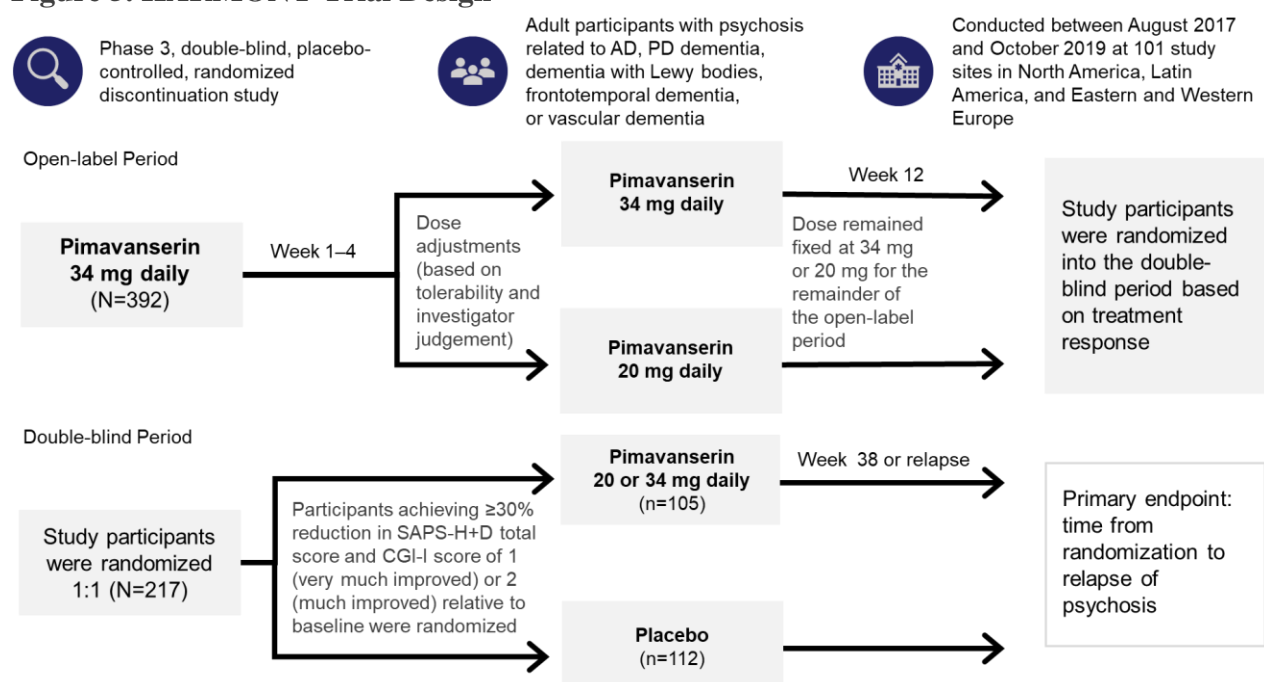 Phase 3, double-blind, placebo-
controlled, randomized
discontinuation study
Adult participants with psychosis
related to AD, PD dementia,
dementia with Lewy bodies,
frontotemporal dementia,
or vascular dementia
Conducted between August 2017
and October 2019 at 101 study
sites in North America, Latin
America, and Eastern and Western
Europe
Open-label Period
Pimavanserin
34 mg daily
(N=392)
Week 1–4
Dose
adjustments
(based on
tolerability and
investigator
judgement)
Pimavanserin
34 mg daily
Pimavanserin
20 mg daily
Week 12
Dose remained
fixed at 34 mg
or 20 mg for the
remainder of
the open-label
period
Study participants
were randomized
into the double-
blind period based
on treatment
response
Double-blind Period
Study participants
were randomized
1:1 (N=217)
Participants achieving ≥30%
reduction in SAPS-H+D total
score and CGI-I score of 1
(very much improved) or 2
(much improved) relative to
baseline were randomized
Pimavanserin
20 or 34 mg daily
(n=105)
Placebo
(n=112)
Week 38 or relapse
Primary endpoint:
time from
randomization to
relapse of
psychosis